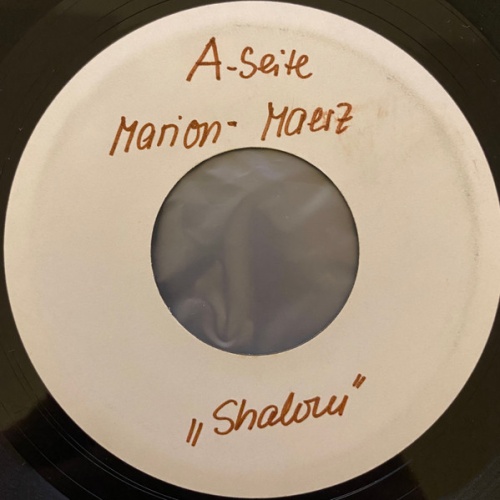 A-Seite
Marion- Maerz
„Shalom"